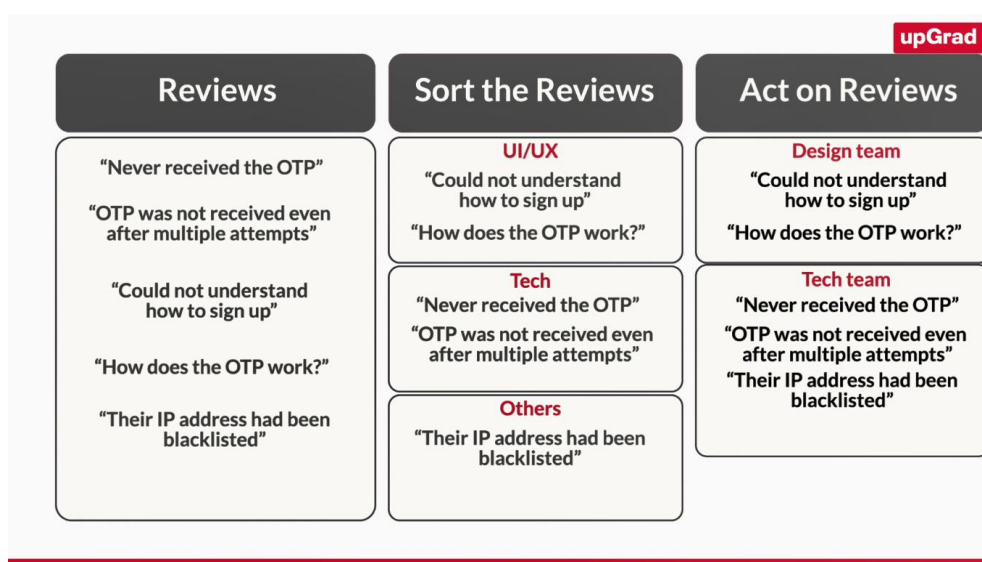 upGrad
Reviews
“Never received the OTP”
“OTP was not received even
after multiple attempts”
“Could not understand
how to sign up”
“How does the OTP work?”
“Their IP address had been
blacklisted”
Sort the Reviews
UI/UX
“Could not understand
how to sign up”
“How does the OTP work?”
Tech
“Never received the OTP”
“OTP was not received even
after multiple attempts”
Others
“Their IP address had been
blacklisted”
Act on Reviews
Design team
“Could not understand
how to sign up”
“How does the OTP work?”
Tech team
“Never received the OTP”
“OTP was not received even
after multiple attempts”
“Their IP address had been
blacklisted”